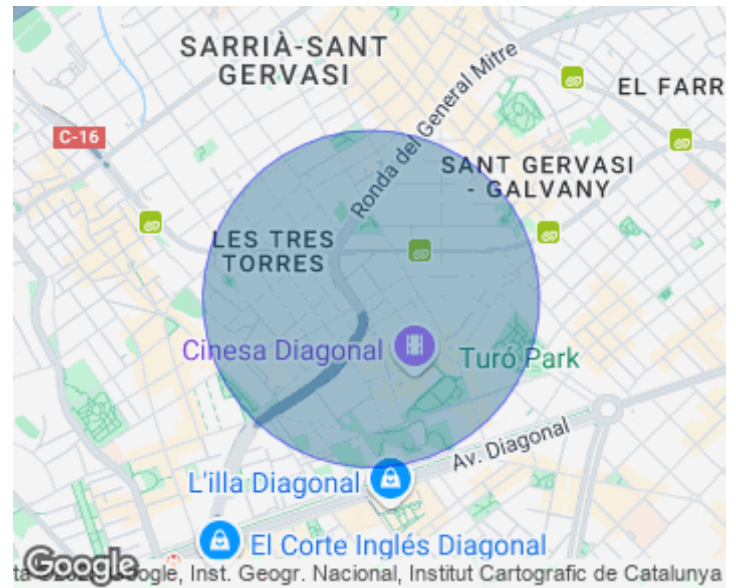 SARRIÀ-SANT
GERVASI
Ronda del General Mitre
EL FARR
C-16
SANT GERVASI
- GALVANY
LES TRES
TORRES
Cinesa Diagonal
Turó Park
Av. Diagonal
L'illa Diagonal
El Corte Inglés Diagonal
Google
Inst. Geogr. Nacional, Institut Cartografic de Catalunya